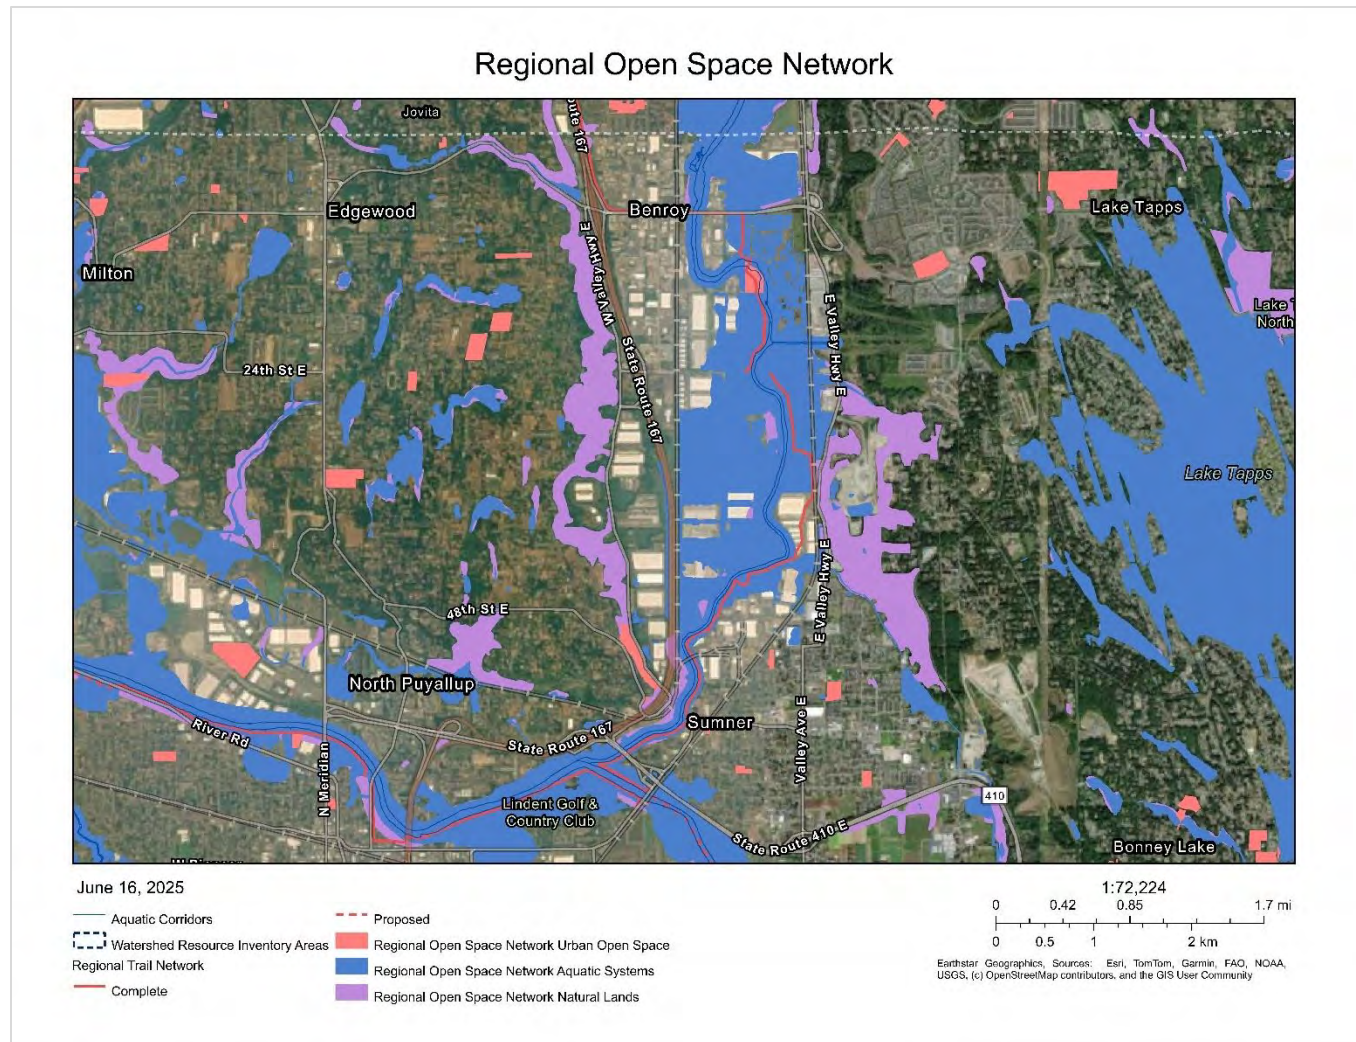 Regional Open Space Network
Jovita
Route 167
Edgewood
Benroy
Lake Tapps
Milton
W Valley Hwy E
E Valley Hwy E
Lake T
North
24th St E
State Route 167
Lake Tapps
E Valley Hwy E
48th St E
North Puyallup
Sumner
River Rd
State Route 167
N Meridian
Valley Ave E
Lindent Golf &
Country Club
410
State Route 410 E
Bonney Lake
June 16, 2025
1:72,224
0 0.42 0.85 1.7 mi
0 0.5 1 2 km
Aquatic Corridors
Watershed Resource Inventory Areas
Regional Trail Network
Complete
Proposed
Regional Open Space Network Urban Open Space
Regional Open Space Network Aquatic Systems
Regional Open Space Network Natural Lands
Earthstar Geographics, Sources: Esri, TomTom, Garmin, FAO, NOAA,
USGS, (c) OpenStreetMap contributors, and the GIS User Community